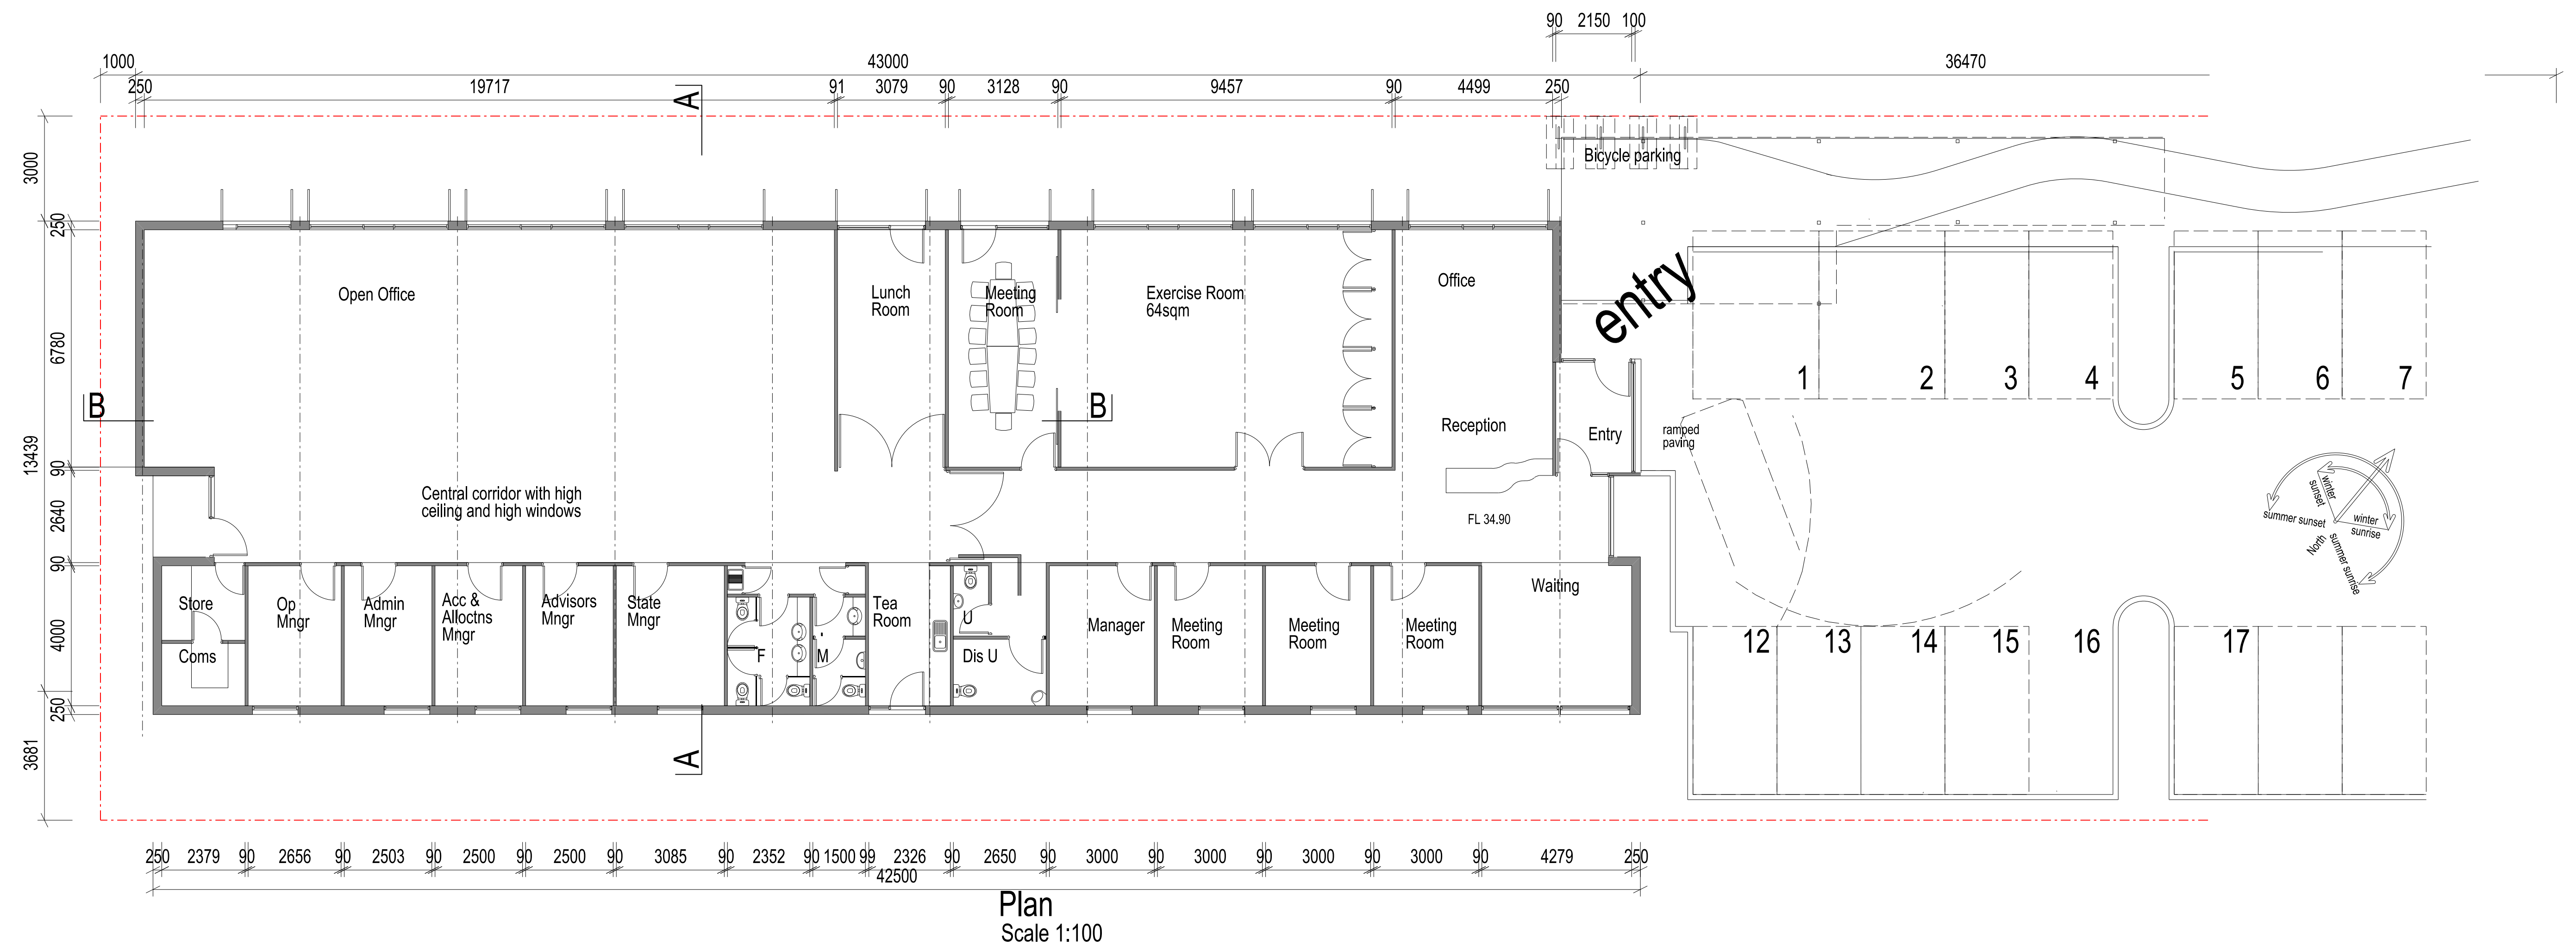 90 2150 100
1000 43000 36470
250 19717 91 3079 90 3128 90 9457 90 4499 250
A
Bicycle parking
3000
250
6780
13439
90
2640
90
4000
250
3681
Open Office
Lunch
Room
Meeting
Room
Exercise Room
64sqm
Office
entry
1 2 3 4 5 6 7
B
B
Reception
Entry
ramped
paving
Central corridor with high
ceiling and high windows
FL 34.90
winter
sunset
summer sunset
winter
sunrise
North
summer sunrise
Store
Coms
Op
Mngr
Admin
Mngr
Acc &
Alloctns
Mngr
Advisors
Mngr
State
Mngr
F
M
Tea
Room
U
Dis U
Manager
Meeting
Room
Meeting
Room
Meeting
Room
Waiting
12 13 14 15 16 17
A
250 2379 90 2656 90 2503 90 2500 90 2500 90 3085 90 2352 90 1500 99 2326 90 2650 90 3000 90 3000 90 3000 90 3000 90 4279 250
42500
Plan
Scale 1:100